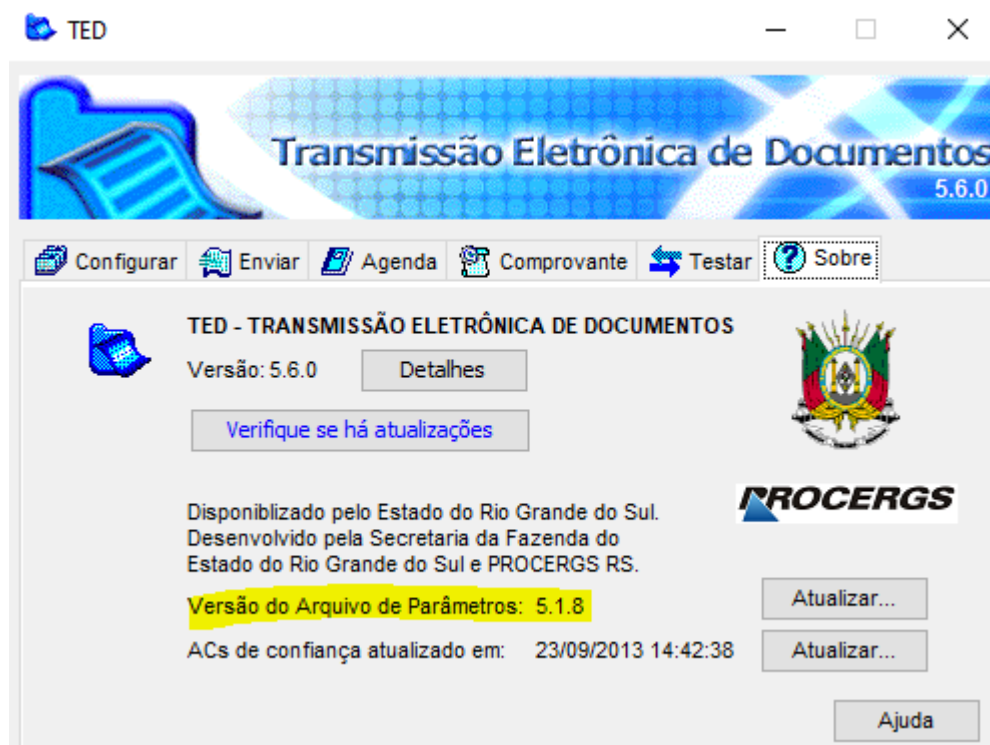 TED
Transmissão Eletrônica de Documentos
5.6.0
Configurar Enviar Agenda Comprovante Testar Sobre
TED - TRANSMISSÃO ELETRÔNICA DE DOCUMENTOS
Versão: 5.6.0 Detalhes
Verifique se há atualizações
PROCERGS
Disponiblizado pelo Estado do Rio Grande do Sul.
Desenvolvido pela Secretaria da Fazenda do
Estado do Rio Grande do Sul e PROCERGS RS.
Versão do Arquivo de Parâmetros: 5.1.8 Atualizar...
ACs de confiança atualizado em: 23/09/2013 14:42:38 Atualizar...
Ajuda